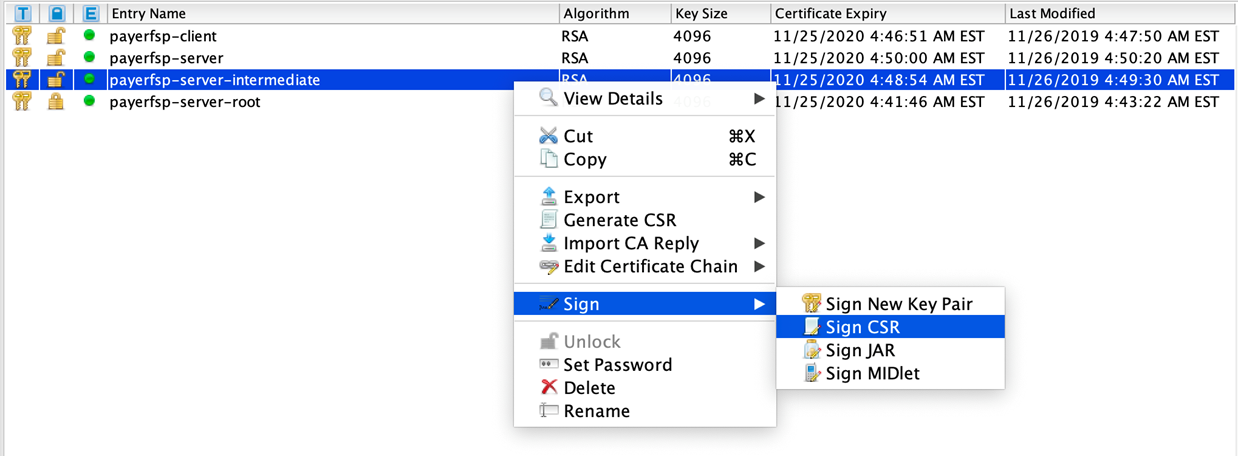 T E Entry Name Algorithm Key Size Certificate Expiry Last Modified
payerfsp-client RSA 4096 11/25/2020 4:46:51 AM EST 11/26/2019 4:47:50 AM EST
payerfsp-server RSA 4096 11/25/2020 4:50:00 AM EST 11/26/2019 4:50:20 AM EST
payerfsp-server-intermediate RSA 4096 11/25/2020 4:48:54 AM EST 11/26/2019 4:49:30 AM EST
payerfsp-server-root 11/25/2020 4:41:46 AM EST 11/26/2019 4:43:22 AM EST
View Details
Cut ⌘X
Copy ⌘C
Export
Generate CSR
Import CA Reply
Edit Certificate Chain
Sign
Sign New Key Pair
Sign CSR
Sign JAR
Sign MIDlet
Unlock
Set Password
Delete
Rename